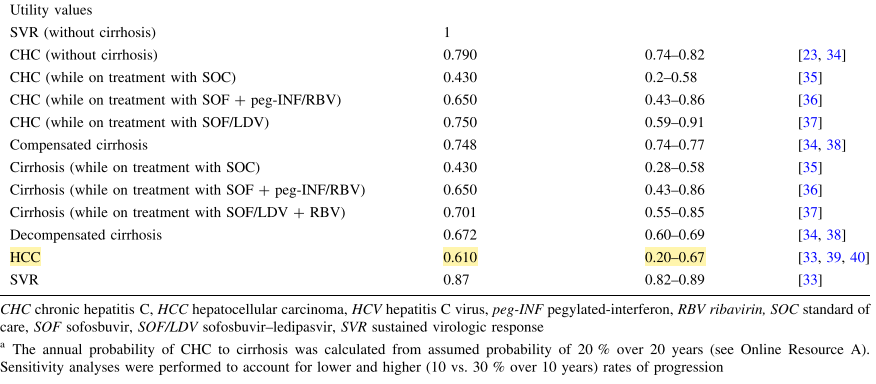 Utility values
SVR (without cirrhosis) 1
CHC (without cirrhosis) 0.790 0.74–0.82 [23, 34]
CHC (while on treatment with SOC) 0.430 0.2–0.58 [35]
CHC (while on treatment with SOF + peg-INF/RBV) 0.650 0.43–0.86 [36]
CHC (while on treatment with SOF/LDV) 0.750 0.59–0.91 [37]
Compensated cirrhosis 0.748 0.74–0.77 [34, 38]
Cirrhosis (while on treatment with SOC) 0.430 0.28–0.58 [35]
Cirrhosis (while on treatment with SOF + peg-INF/RBV) 0.650 0.43–0.86 [36]
Cirrhosis (while on treatment with SOF/LDV + RBV) 0.701 0.55–0.85 [37]
Decompensated cirrhosis 0.672 0.60–0.69 [34, 38]
HCC 0.610 0.20–0.67 [33, 39, 40]
SVR 0.87 0.82–0.89 [33]
CHC chronic hepatitis C, HCC hepatocellular carcinoma, HCV hepatitis C virus, peg-INF pegylated-interferon, RBV ribavirin, SOC standard of
care, SOF sofosbuvir, SOF/LDV sofosbuvir–ledipasvir, SVR sustained virologic response
a The annual probability of CHC to cirrhosis was calculated from assumed probability of 20 % over 20 years (see Online Resource A).
Sensitivity analyses were performed to account for lower and higher (10 vs. 30 % over 10 years) rates of progression